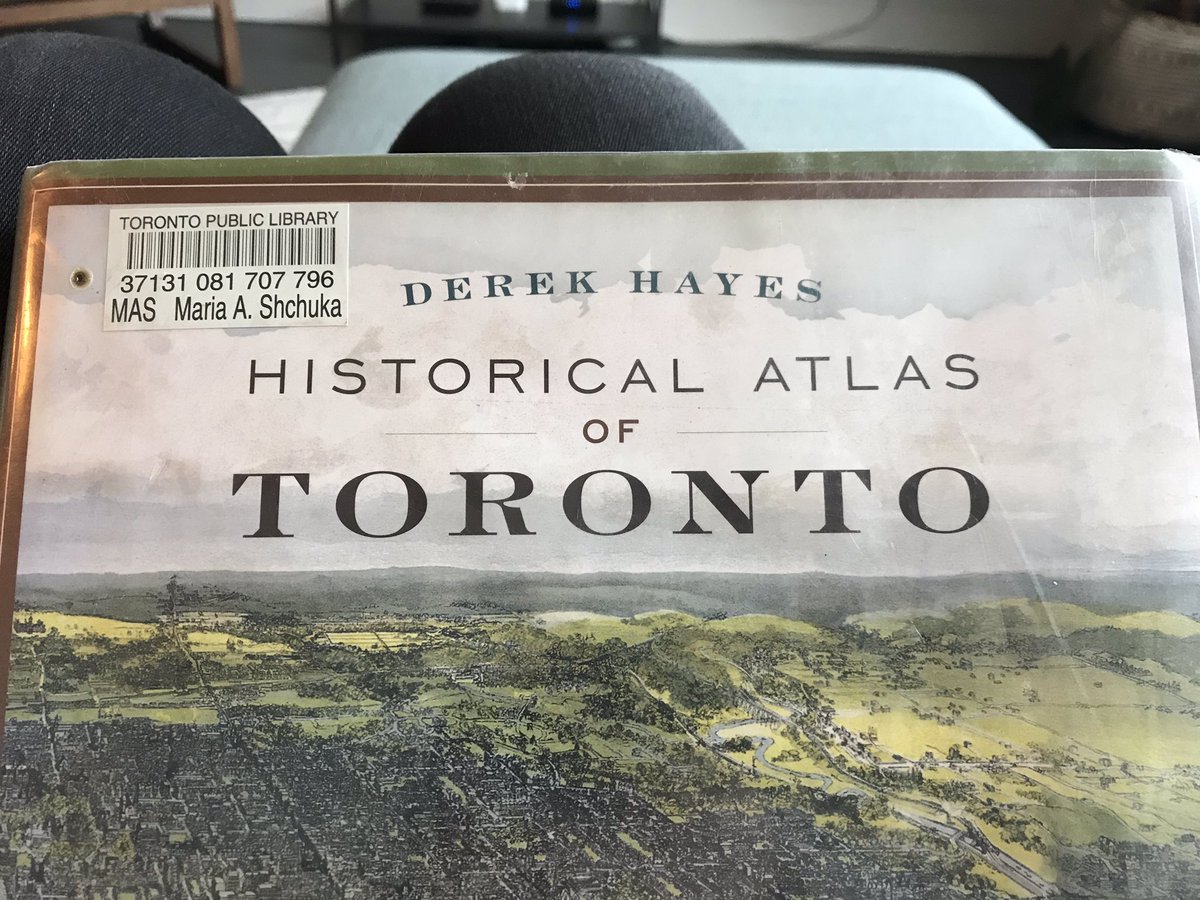 TORONTO PUBLIC LIBRARY
37131 081 707 796
MAS Maria A. Shchuka
DEREK HAYES
HISTORICAL ATLAS
OF
TORONTO